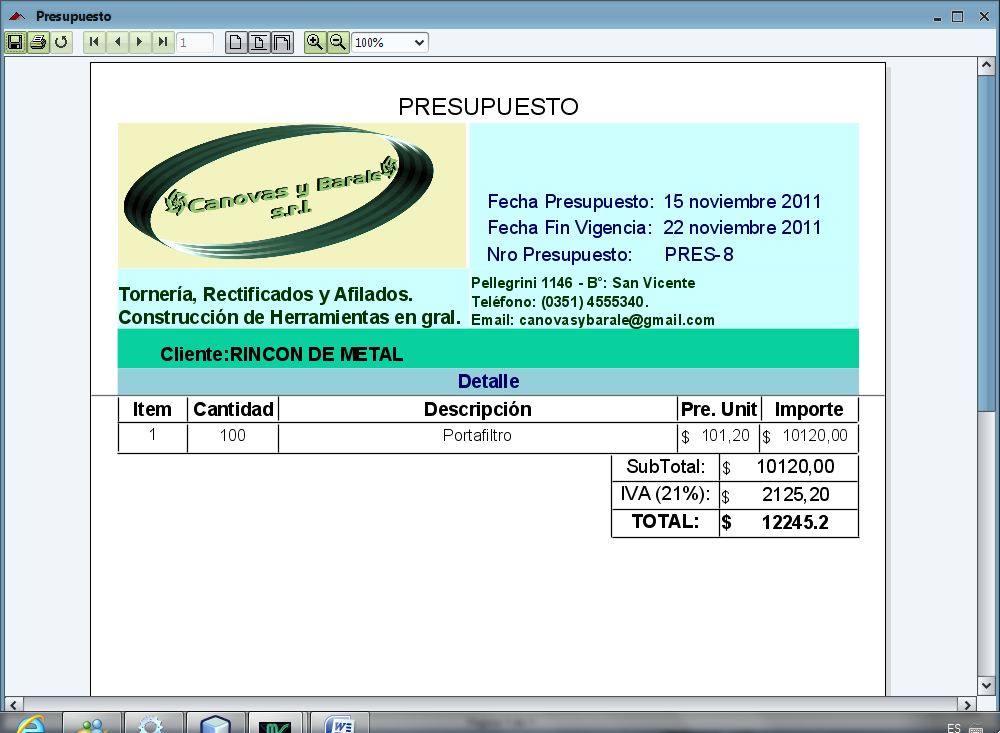 Presupuesto
1
100%
PRESUPUESTO
Canovas y Barale
s.r.l.
Fecha Presupuesto: 15 noviembre 2011
Fecha Fin Vigencia: 22 noviembre 2011
Nro Presupuesto: PRES-8
Tornería, Rectificados y Afilados.
Construcción de Herramientas en gral.
Pellegrini 1146 - B°: San Vicente
Teléfono: (0351) 4555340.
Email: canovasybarale@gmail.com
Cliente:RINCON DE METAL
Detalle
Item Cantidad Descripción Pre. Unit Importe
1 100 Portafiltro $ 101,20 $ 10120,00
SubTotal: $ 10120,00
IVA (21%): $ 2125,20
TOTAL: $ 12245.2
ES